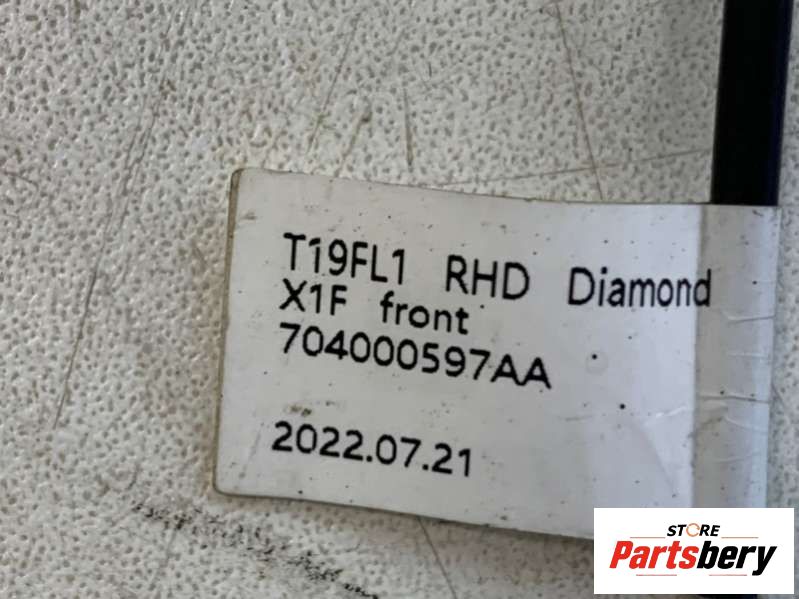 T19FL1 RHD Diamond
X1F front
704000597AA
2022.07.21
STORE
Partsbery